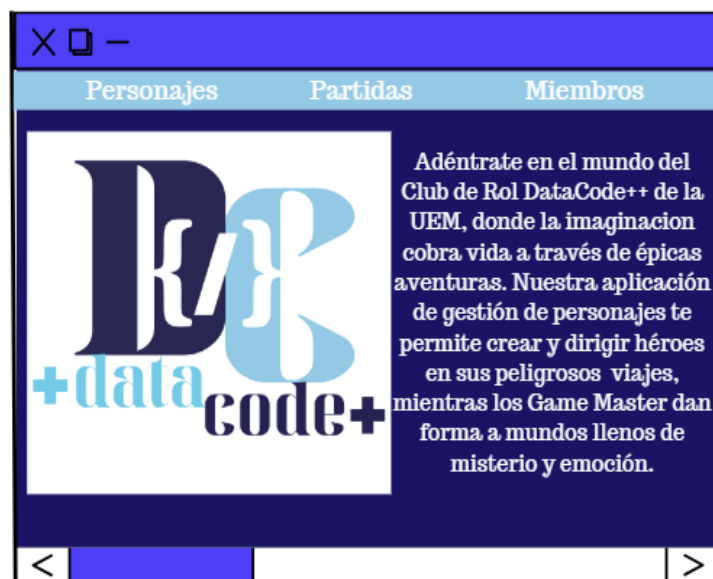 Personajes Partidas Miembros
D{/}C
+data
code+
Adéntrate en el mundo del
Club de Rol DataCode++ de la
UEM, donde la imaginacion
cobra vida a través de épicas
aventuras. Nuestra aplicación
de gestión de personajes te
permite crear y dirigir héroes
en sus peligrosos viajes,
mientras los Game Master dan
forma a mundos llenos de
misterio y emoción.